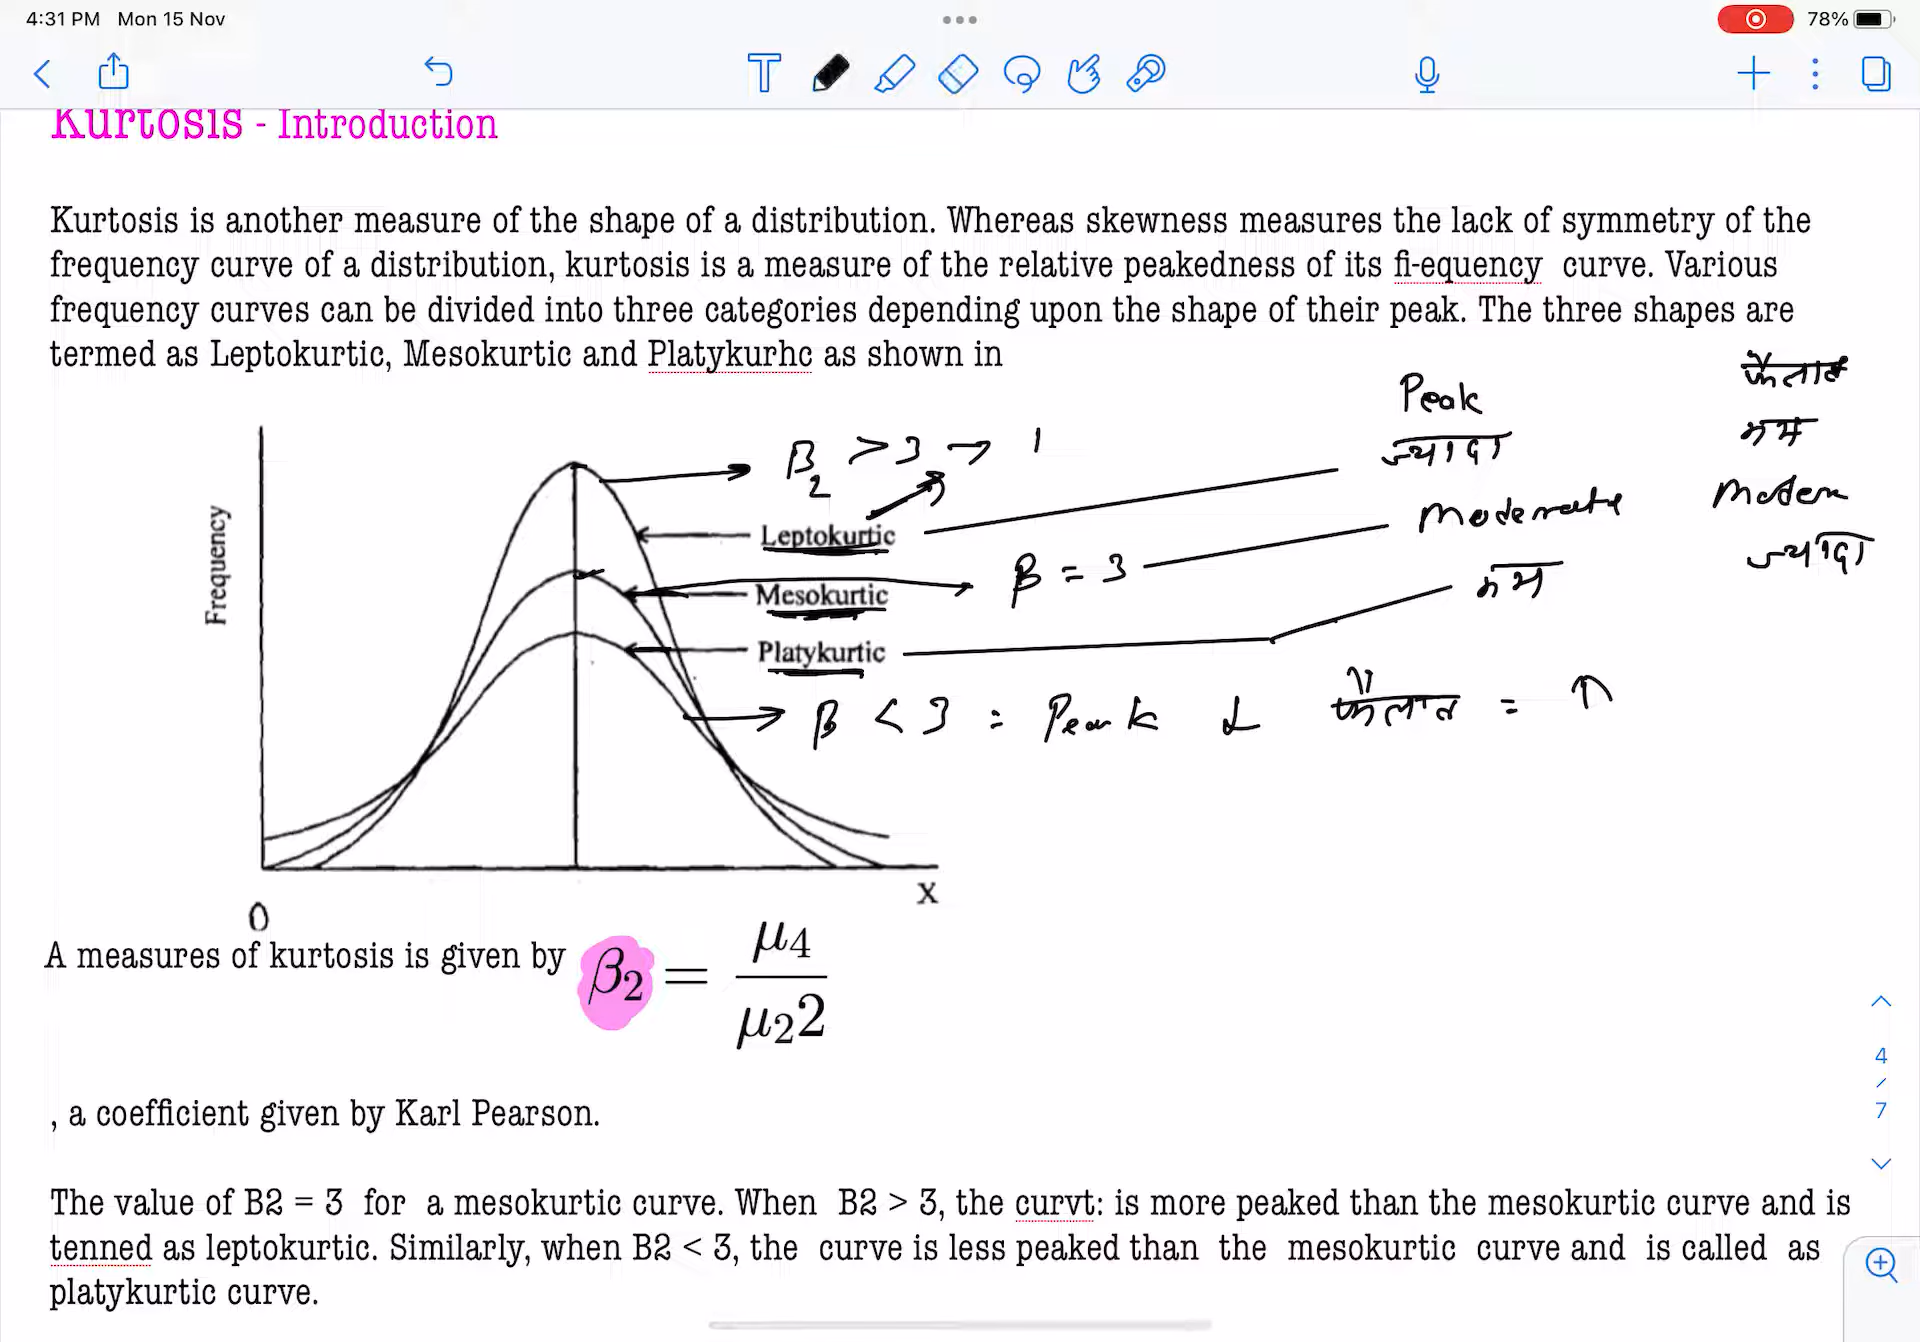 4:31 PM Mon 15 Nov
78%
Kurtosis - Introduction
Kurtosis is another measure of the shape of a distribution. Whereas skewness measures the lack of symmetry of the
frequency curve of a distribution, kurtosis is a measure of the relative peakedness of its fi-equency curve. Various
frequency curves can be divided into three categories depending upon the shape of their peak. The three shapes are
termed as Leptokurtic, Mesokurtic and Platykurhc as shown in
Peak फैलाव
β2 > 3 → 1 ज्यादा कम
Leptokurtic Moderate Modern
Frequency
Mesokurtic β = 3 कम ज्यादा
Platykurtic
β < 3 = Peak फैलाव = ↑
X
0
A measures of kurtosis is given by β₂ = μ4
μ₂2
, a coefficient given by Karl Pearson.
4
/
7
The value of B2 = 3 for a mesokurtic curve. When B2 > 3, the curvt: is more peaked than the mesokurtic curve and is
tenned as leptokurtic. Similarly, when B2 < 3, the curve is less peaked than the mesokurtic curve and is called as
platykurtic curve.